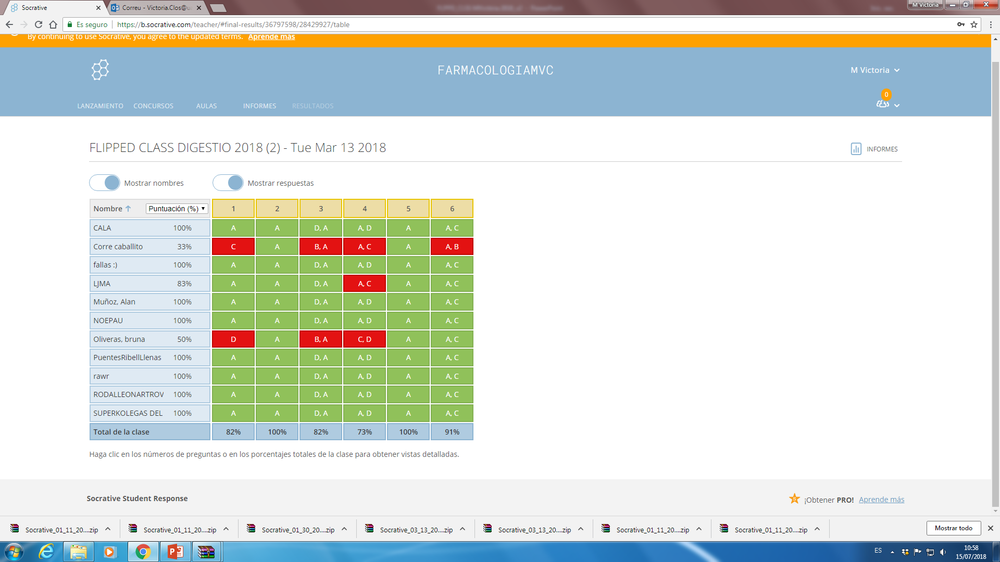 Socrative
Correu - Victoria.Clos@ua
M Victoria
Es seguro
https://b.socrative.com/teacher/#final-results/36797598/28429927/table
By continuing to use Socrative, you agree to the updated terms. Aprende más
FARMACOLOGIAMVC
M Victoria
0
LANZAMIENTO CONCURSOS AULAS INFORMES RESULTADOS
FLIPPED CLASS DIGESTIO 2018 (2) - Tue Mar 13 2018
INFORMES
Mostrar nombres Mostrar respuestas
Nombre Puntuación (%) 1 2 3 4 5 6
CALA 100% A A D, A A, D A A, C
Corre caballito 33% C A B, A A, C A A, B
fallas :) 100% A A D, A A, D A A, C
LJMA 83% A A D, A A, C A A, C
Muñoz, Alan 100% A A D, A A, D A A, C
NOEPAU 100% A A D, A A, D A A, C
Oliveras, bruna 50% D A B, A C, D A A, C
PuentesRibellLlenas 100% A A D, A A, D A A, C
rawr 100% A A D, A A, D A A, C
RODALLEONARTROV 100% A A D, A A, D A A, C
SUPERKOLEGAS DEL 100% A A D, A A, D A A, C
Total de la clase 82% 100% 82% 73% 100% 91%
Haga clic en los números de preguntas o en los porcentajes totales de la clase para obtener vistas detalladas.
Socrative Student Response
¡Obtener PRO! Aprende más
Socrative_01_11_20....zip Socrative_01_11_20....zip Socrative_01_30_20....zip Socrative_03_13_20....zip Socrative_03_13_20....zip Socrative_01_11_20....zip Socrative_01_11_20....zip Mostrar todo
ES
10:58
15/07/2018